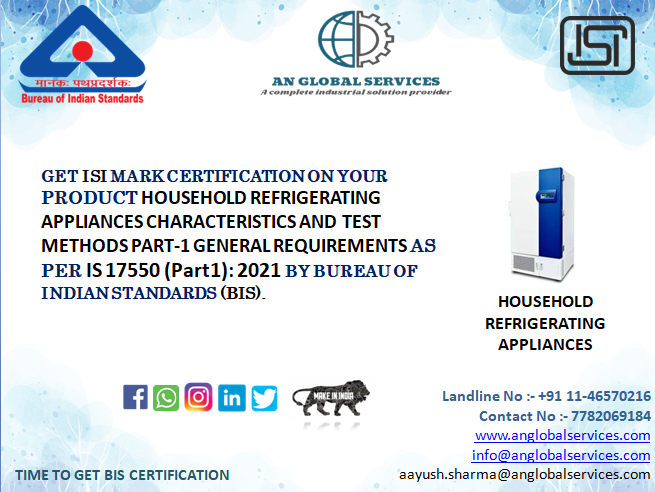 मानकः पथप्रदर्शकः
Bureau of Indian Standards
AN GLOBAL SERVICES
A complete industrial solution provider
ISI
GET ISI MARK CERTIFICATION ON YOUR
PRODUCT HOUSEHOLD REFRIGERATING
APPLIANCES CHARACTERISTICS AND TEST
METHODS PART-1 GENERAL REQUIREMENTS AS
PER IS 17550 (Part1): 2021 BY BUREAU OF
INDIAN STANDARDS (BIS).
HOUSEHOLD
REFRIGERATING
APPLIANCES
MAKE IN INDIA
Landline No :- +91 11-46570216
Contact No :- 7782069184
www.anglobalservices.com
info@anglobalservices.com
aayush.sharma@anglobalservices.com
TIME TO GET BIS CERTIFICATION